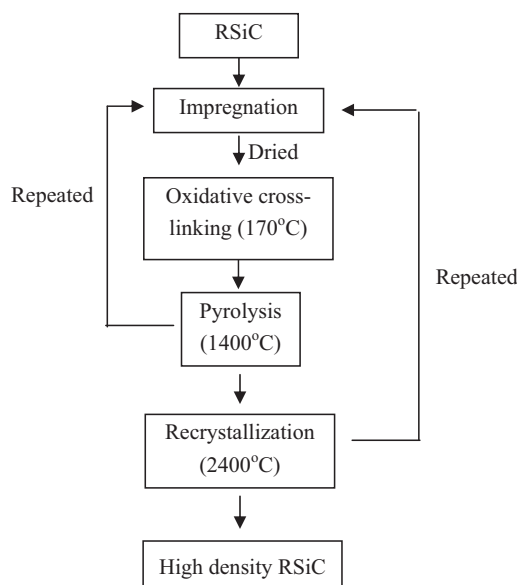 RSiC
Impregnation
Dried
Repeated
Oxidative cross-
linking (170°C)
Repeated
Pyrolysis
(1400°C)
Recrystallization
(2400°C)
High density RSiC